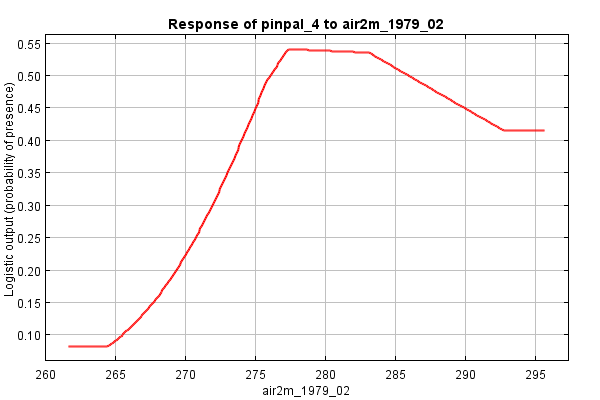 Response of pinpal_4 to air2m_1979_02
Logistic output (probability of presence)
0.55
0.50
0.45
0.40
0.35
0.30
0.25
0.20
0.15
0.10
260 265 270 275 280 285 290 295
air2m_1979_02